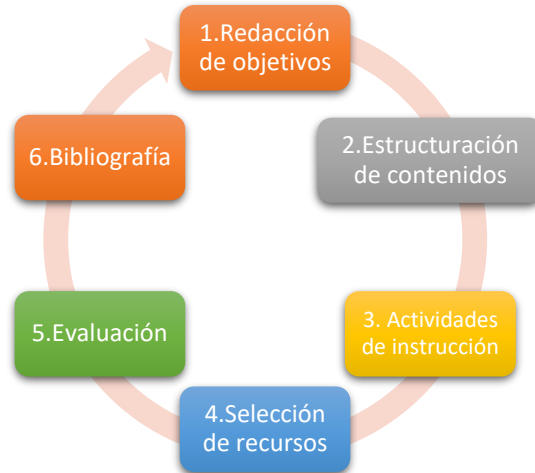 1.Redacción
de objetivos
2.Estructuración
de contenidos
3. Actividades
de instrucción
4.Selección
de recursos
5.Evaluación
6.Bibliografía